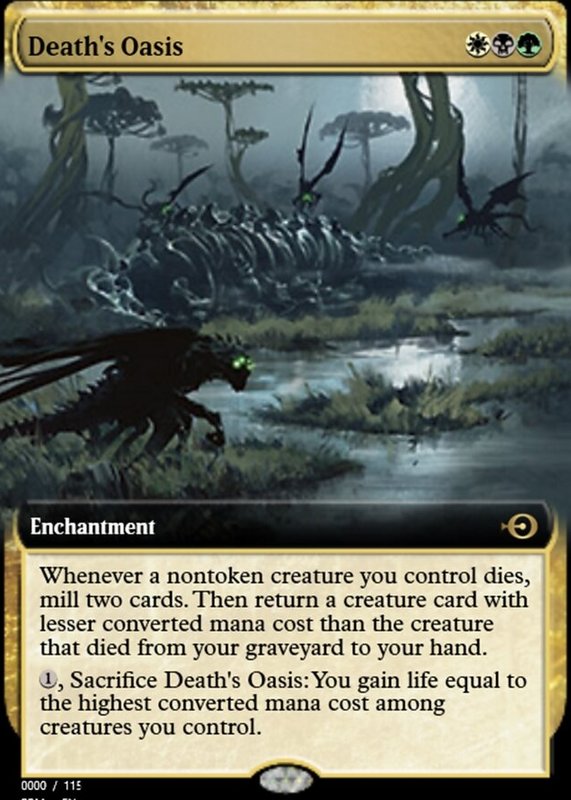 Death's Oasis
Enchantment
Whenever a nontoken creature you control dies,
mill two cards. Then return a creature card with
lesser converted mana cost than the creature
that died from your graveyard to your hand.
1, Sacrifice Death's Oasis: You gain life equal to
the highest converted mana cost among
creatures you control.
0000 / 115